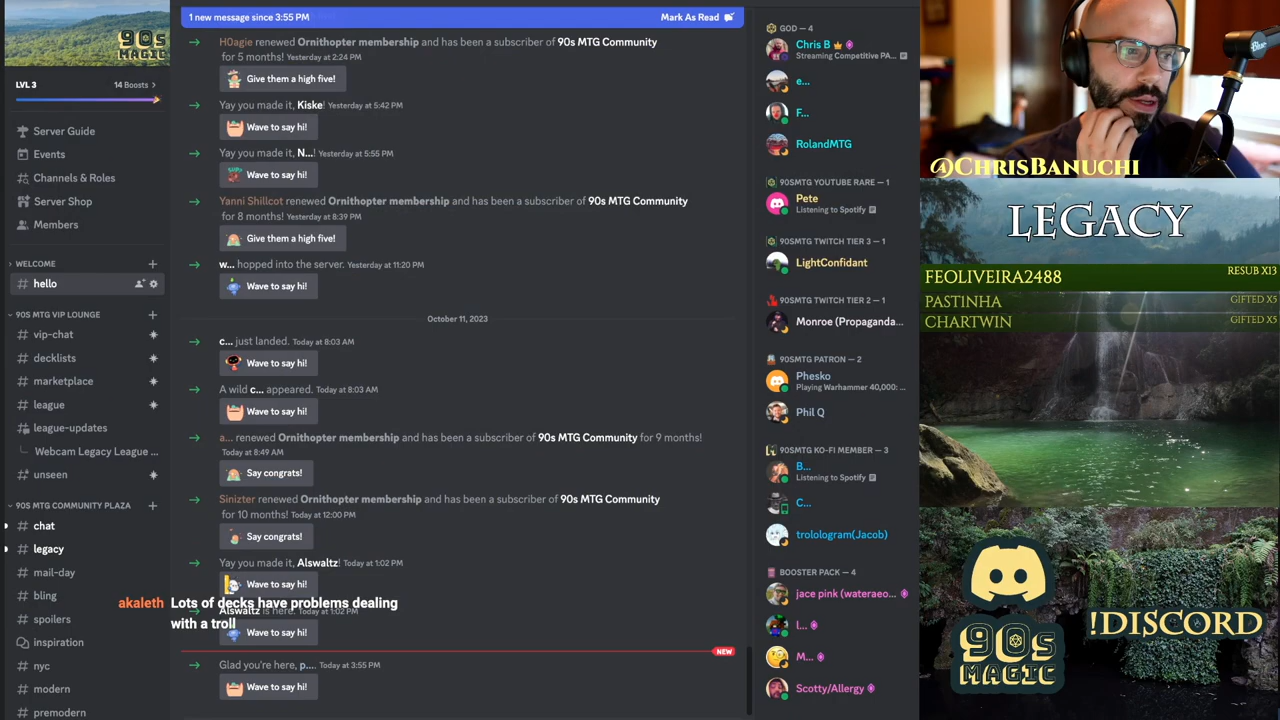 90s
MAGIC
LVL 3
14 Boosts
Server Guide
Events
Channels & Roles
Server Shop
Members
WELCOME
hello
90S MTG VIP LOUNGE
# vip-chat
# decklists
# marketplace
# league
# league-updates
Webcam Legacy League ...
# unseen
90S MTG COMMUNITY PLAZA
# chat
# legacy
# mail-day
# bling
# spoilers
inspiration
# nyc
# modern
# premodern
1 new message since 3:55 PM
Mark As Read
H0agie renewed Ornithopter membership and has been a subscriber of 90s MTG Community
for 5 months! Yesterday at 2:24 PM
Give them a high five!
Yay you made it, Kiske! Yesterday at 5:42 PM
Wave to say hi!
Yay you made it, N...! Yesterday at 5:55 PM
Wave to say hi!
Yanni Shillcot renewed Ornithopter membership and has been a subscriber of 90s MTG Community
for 8 months! Yesterday at 8:39 PM
Give them a high five!
w... hopped into the server. Yesterday at 11:20 PM
Wave to say hi!
October 11, 2023
c... just landed. Today at 8:03 AM
Wave to say hi!
A wild c... appeared. Today at 8:03 AM
Wave to say hi!
a... renewed Ornithopter membership and has been a subscriber of 90s MTG Community for 9 months!
Today at 8:49 AM
Say congrats!
Sinizter renewed Ornithopter membership and has been a subscriber of 90s MTG Community
for 10 months! Today at 12:00 PM
Say congrats!
Yay you made it, Alswaltz! Today at 1:02 PM
Wave to say hi!
akaleth Lots of decks have problems dealing
with a troll
Alswaltz is here. Today at 1:02 PM
Wave to say hi!
NEW
Glad you're here, p.... Today at 3:55 PM
Wave to say hi!
GOD — 4
Chris B
Streaming Competitive PA...
e...
F...
RolandMTG
90SMTG YOUTUBE RARE — 1
Pete
Listening to Spotify
90SMTG TWITCH TIER 3 — 1
LightConfidant
90SMTG TWITCH TIER 2 — 1
Monroe (Propaganda...
90SMTG PATRON — 2
Phesko
Playing Warhammer 40,000: ...
Phil Q
90SMTG KO-FI MEMBER — 3
B...
Listening to Spotify
C...
trolologram(Jacob)
BOOSTER PACK — 4
jace pink (wateraeo...
I...
M...
Scotty/Allergy
Blue
@CHRISBANUCHI
LEGACY
FEOLIVEIRA2488
RESUB X13
PASTINHA
GIFTED X5
CHARTWIN
GIFTED X5
!DISCORD
90s
MAGIC